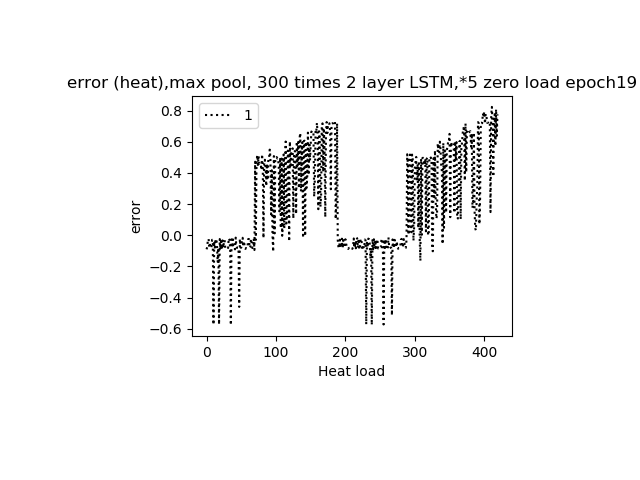 error (heat),max pool, 300 times 2 layer LSTM,*5 zero load epoch19
1
0.8
0.6
0.4
0.2
0.0
−0.2
−0.4
−0.6
error
0 100 200 300 400
Heat load